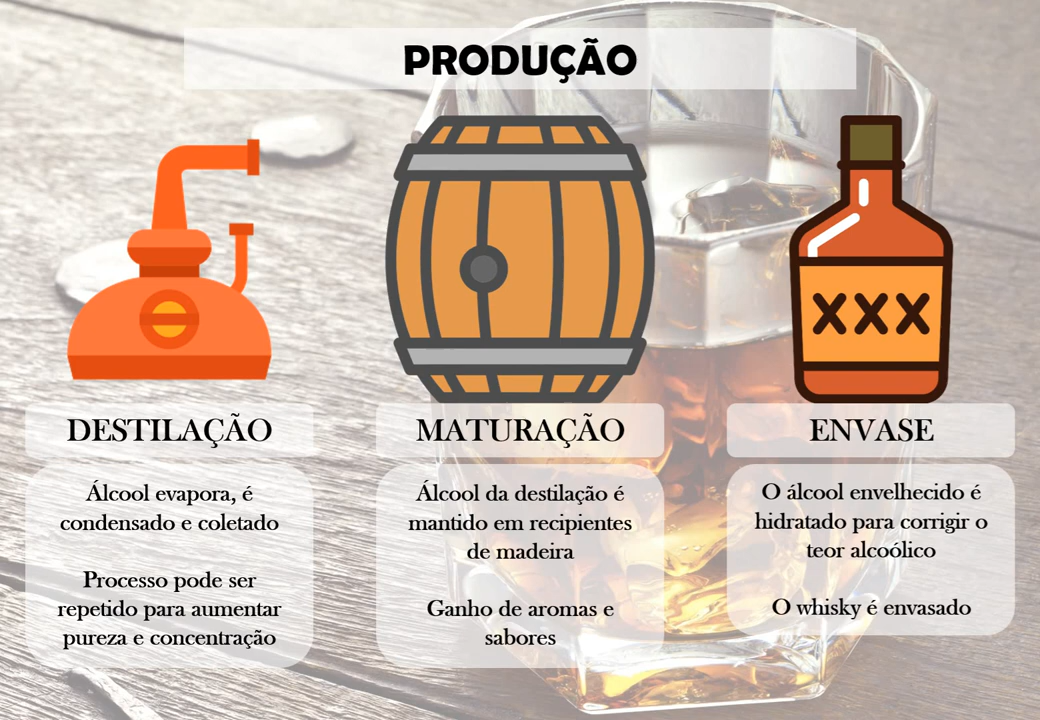 PRODUÇÃO
XXX
DESTILAÇÃO
Álcool evapora, é
condensado e coletado
Processo pode ser
repetido para aumentar
pureza e concentração
MATURAÇÃO
Álcool da destilação é
mantido em recipientes
de madeira
Ganho de aromas e
sabores
ENVASE
O álcool envelhecido é
hidratado para corrigir o
teor alcoólico
O whisky é envasado